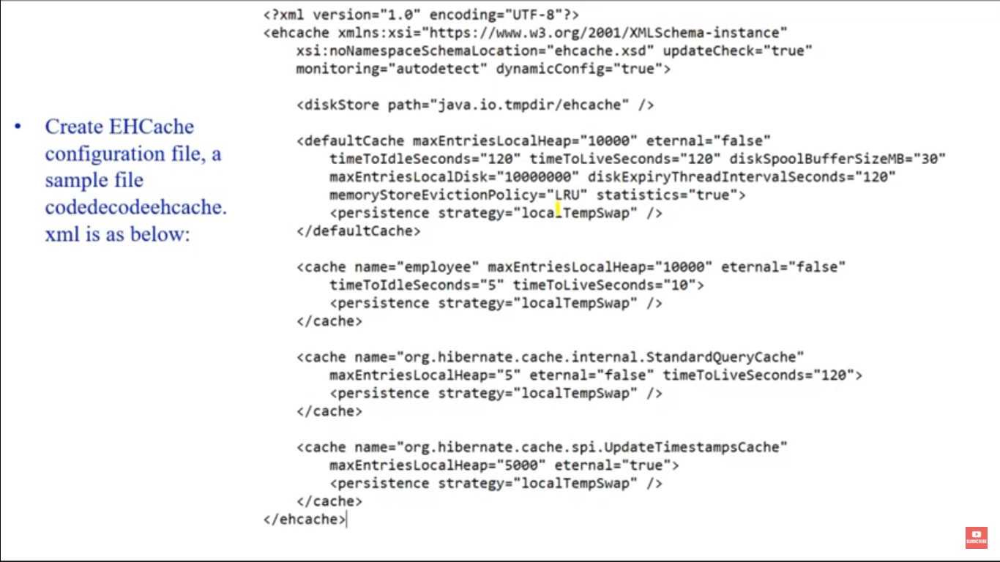 • Create EHCache
configuration file, a
sample file
codedecodeehcache.
xml is as below:
<?xml version="1.0" encoding="UTF-8"?>
<ehcache xmlns:xsi="https://www.w3.org/2001/XMLSchema-instance"
xsi:noNamespaceSchemaLocation="ehcache.xsd" updateCheck="true"
monitoring="autodetect" dynamicConfig="true">
<diskStore path="java.io.tmpdir/ehcache" />
<defaultCache maxEntriesLocalHeap="10000" eternal="false"
timeToIdleSeconds="120" timeToLiveSeconds="120" diskSpoolBufferSizeMB="30"
maxEntriesLocalDisk="10000000" diskExpiryThreadIntervalSeconds="120"
memoryStoreEvictionPolicy="LRU" statistics="true">
<persistence strategy="localTempSwap" />
</defaultCache>
<cache name="employee" maxEntriesLocalHeap="10000" eternal="false"
timeToIdleSeconds="5" timeToLiveSeconds="10">
<persistence strategy="localTempSwap" />
</cache>
<cache name="org.hibernate.cache.internal.StandardQueryCache"
maxEntriesLocalHeap="5" eternal="false" timeToLiveSeconds="120">
<persistence strategy="localTempSwap" />
</cache>
<cache name="org.hibernate.cache.spi.UpdateTimestampsCache"
maxEntriesLocalHeap="5000" eternal="true">
<persistence strategy="localTempSwap" />
</cache>
</ehcache>
SUBSCRIBE